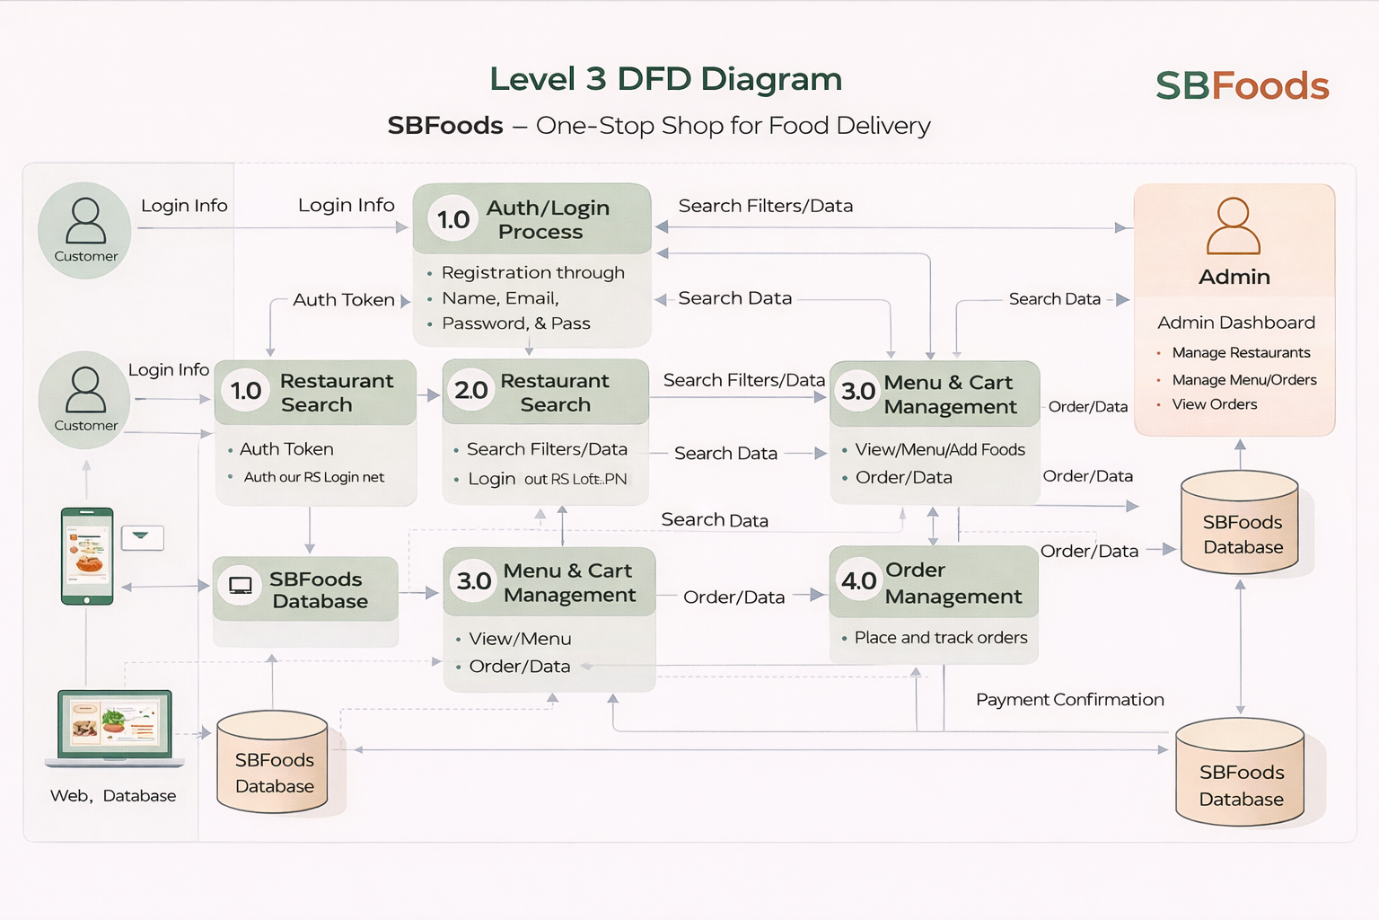 Level 3 DFD Diagram
SBFoods
SBFoods – One-Stop Shop for Food Delivery
Customer
Login Info
Login Info
1.0 Auth/Login
Process
• Registration through
• Name, Email,
• Password, & Pass
Search Filters/Data
Auth Token
Search Data
Search Data
Admin
Admin Dashboard
• Manage Restaurants
• Manage Menu/Orders
• View Orders
Customer
Login Info
1.0 Restaurant
Search
• Auth Token
• Auth our RS Login net
2.0 Restaurant
Search
• Search Filters/Data
• Login out RS Loft..PN
Search Filters/Data
Search Data
3.0 Menu & Cart
Management
• View/Menu/Add Foods
• Order/Data
Order/Data
Order/Data
Search Data
SBFoods
Database
SBFoods
Database
3.0 Menu & Cart
Management
• View/Menu
• Order/Data
Order/Data
4.0 Order
Management
• Place and track orders
Order/Data
Payment Confirmation
Web, Database
SBFoods
Database
SBFoods
Database